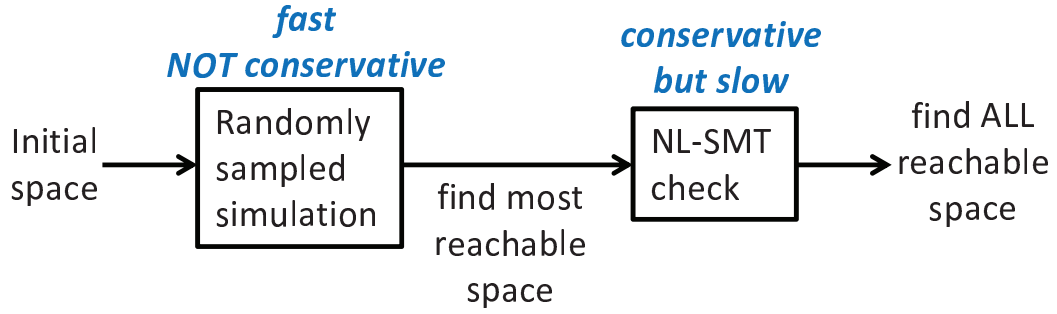 fast
NOT conservative
conservative
but slow
Initial
space
Randomly
sampled
simulation
find most
reachable
space
NL-SMT
check
find ALL
reachable
space